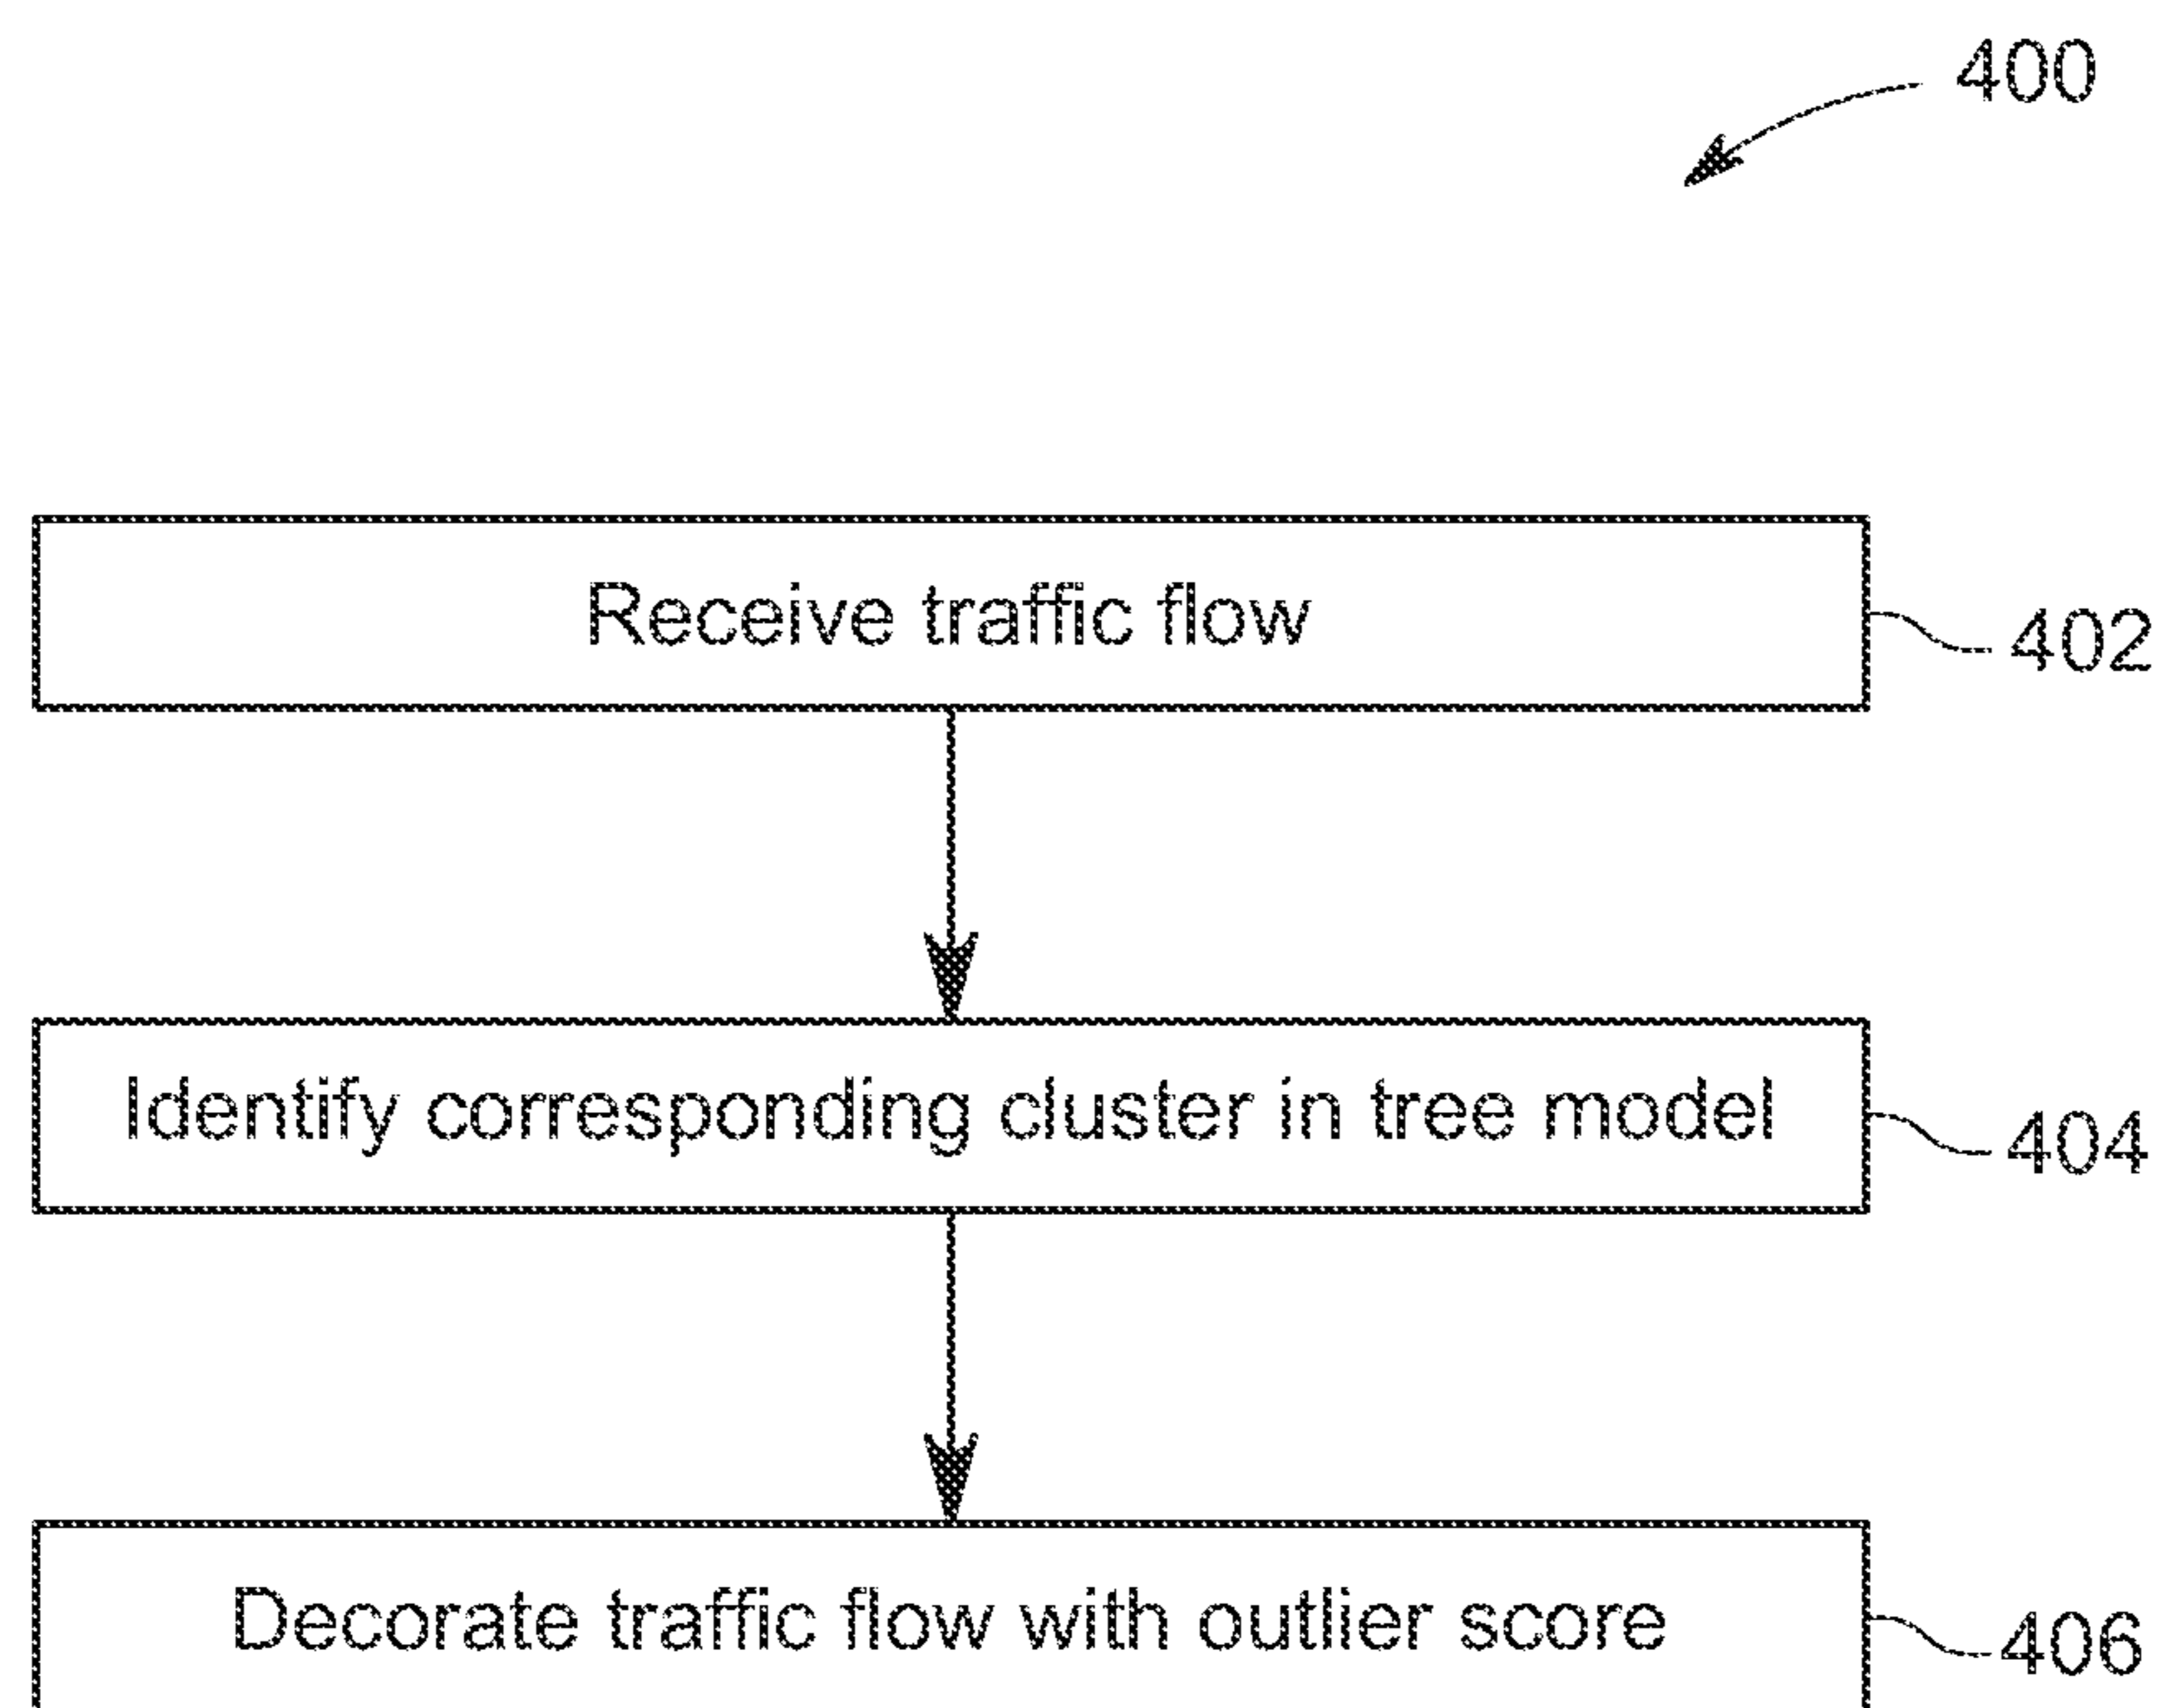 400
Receive traffic flow
402
Identify corresponding cluster in tree model
404
Decorate traffic flow with outlier score
406